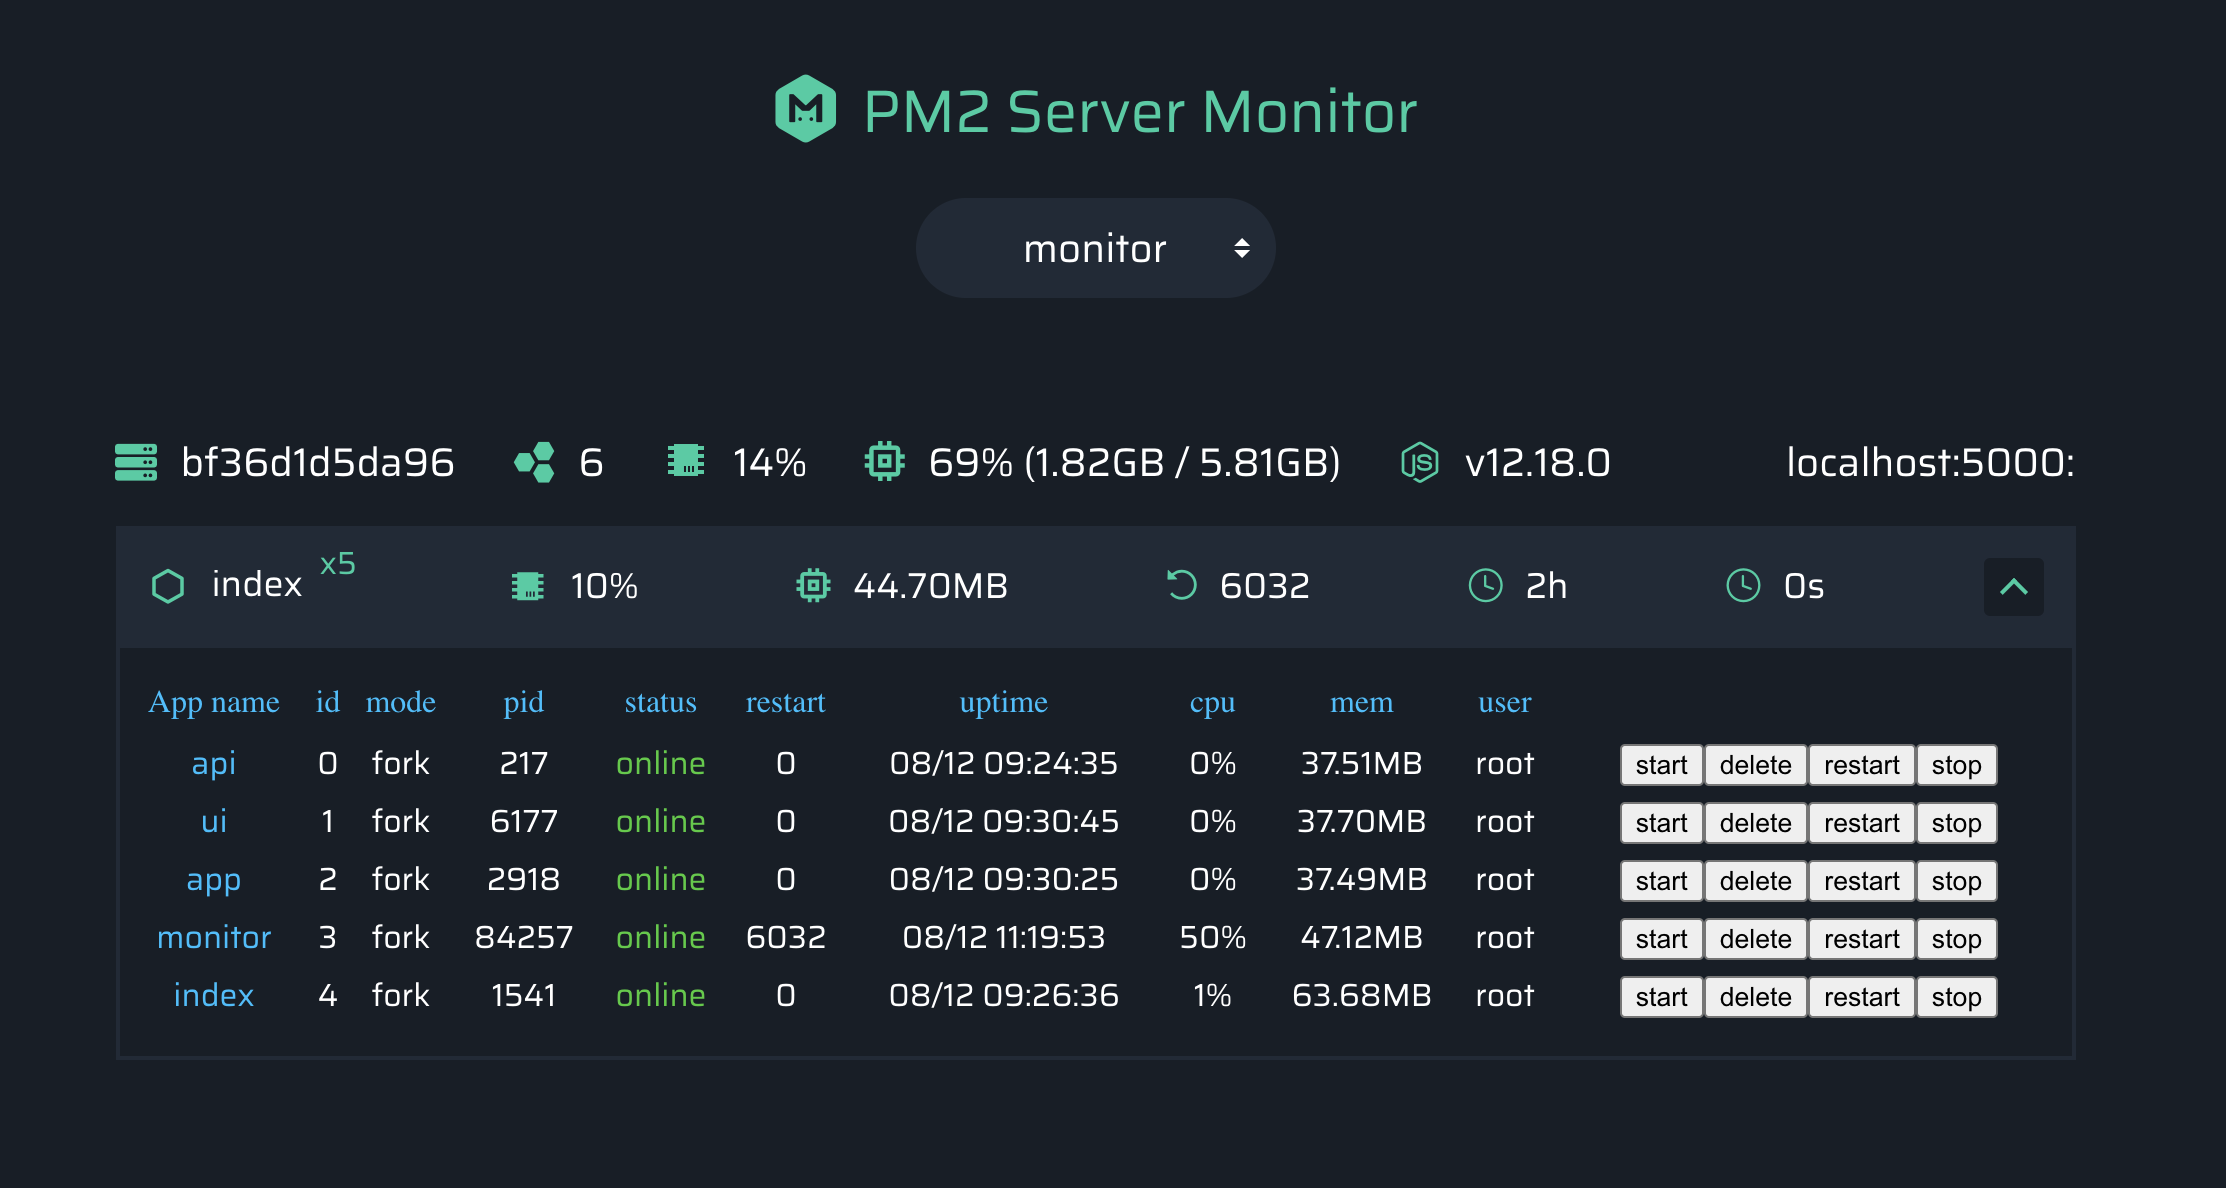 PM2 Server Monitor
monitor
bf36d1d5da96 6 14% 69% (1.82GB / 5.81GB) v12.18.0 localhost:5000:
index x5 10% 44.70MB 6032 2h 0s
App name id mode pid status restart uptime cpu mem user
api 0 fork 217 online 0 08/12 09:24:35 0% 37.51MB root start delete restart stop
ui 1 fork 6177 online 0 08/12 09:30:45 0% 37.70MB root start delete restart stop
app 2 fork 2918 online 0 08/12 09:30:25 0% 37.49MB root start delete restart stop
monitor 3 fork 84257 online 6032 08/12 11:19:53 50% 47.12MB root start delete restart stop
index 4 fork 1541 online 0 08/12 09:26:36 1% 63.68MB root start delete restart stop